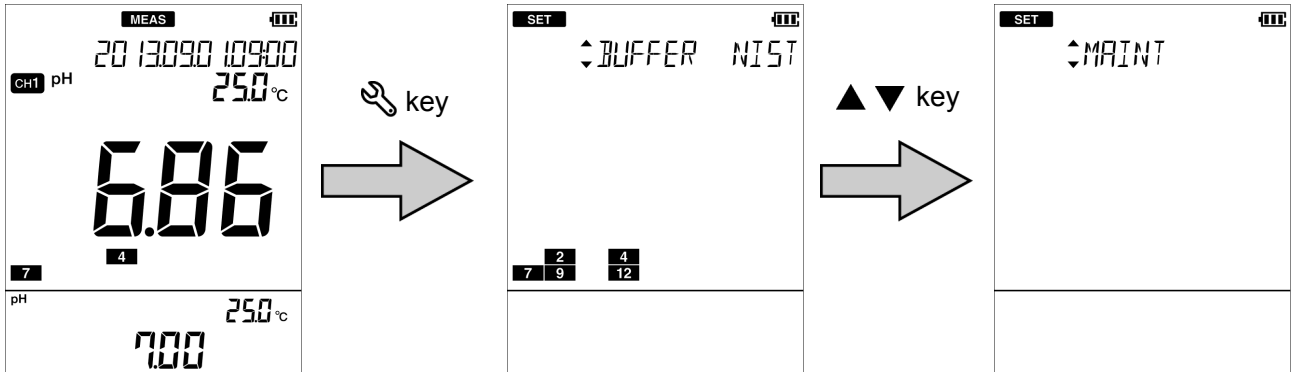 MEAS
2013.09.01.09:00
CH1 pH 25.0 °C
6.86
4
7
pH 25.0 °C
7.00
key
SET
BUFFER NIST
2 4
7 9 12
▲ ▼ key
SET
MAINT